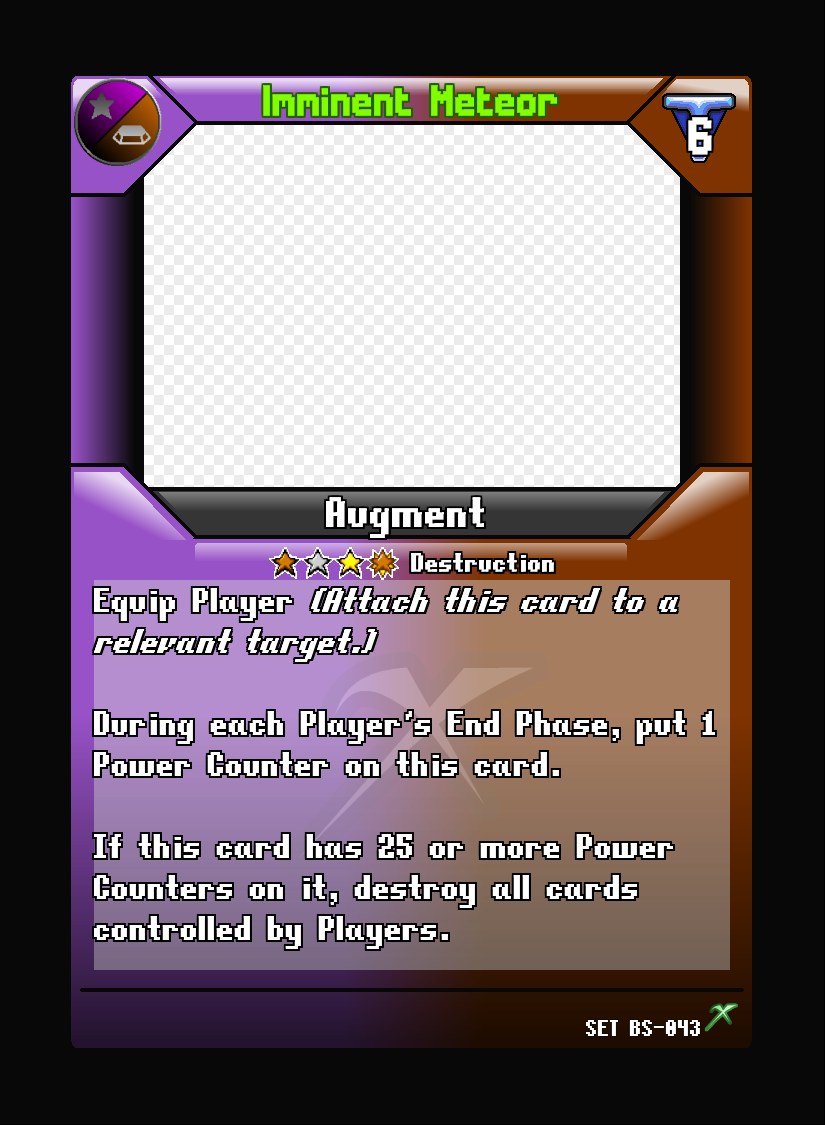 Imminent Meteor
6
Augment
Destruction
Equip Player (Attach this card to a
relevant target.)
During each Player's End Phase, put 1
Power Counter on this card.
If this card has 25 or more Power
Counters on it, destroy all cards
controlled by Players.
SET BS-043